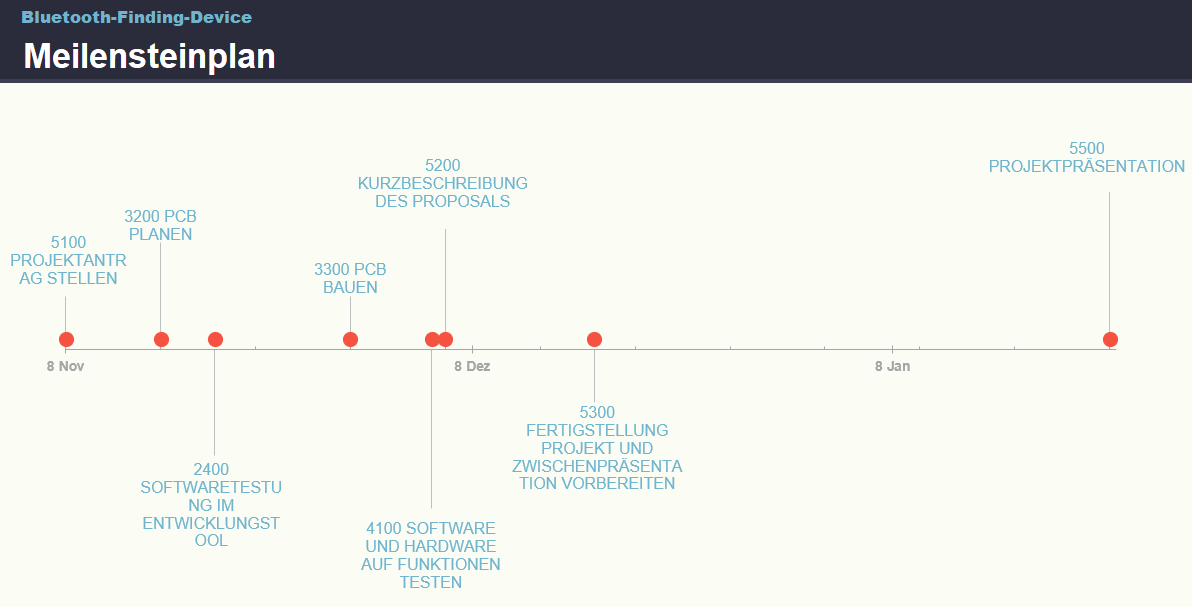 Bluetooth-Finding-Device
Meilensteinplan
5500
PROJEKTPRÄSENTATION
5200
KURZBESCHREIBUNG
DES PROPOSALS
3200 PCB
PLANEN
5100
PROJEKTANTR
AG STELLEN
3300 PCB
BAUEN
8 Nov
8 Dez
8 Jan
5300
FERTIGSTELLUNG
PROJEKT UND
ZWISCHENPRÄSENTA
TION VORBEREITEN
2400
SOFTWARETESTU
NG IM
ENTWICKLUNGST
OOL
4100 SOFTWARE
UND HARDWARE
AUF FUNKTIONEN
TESTEN